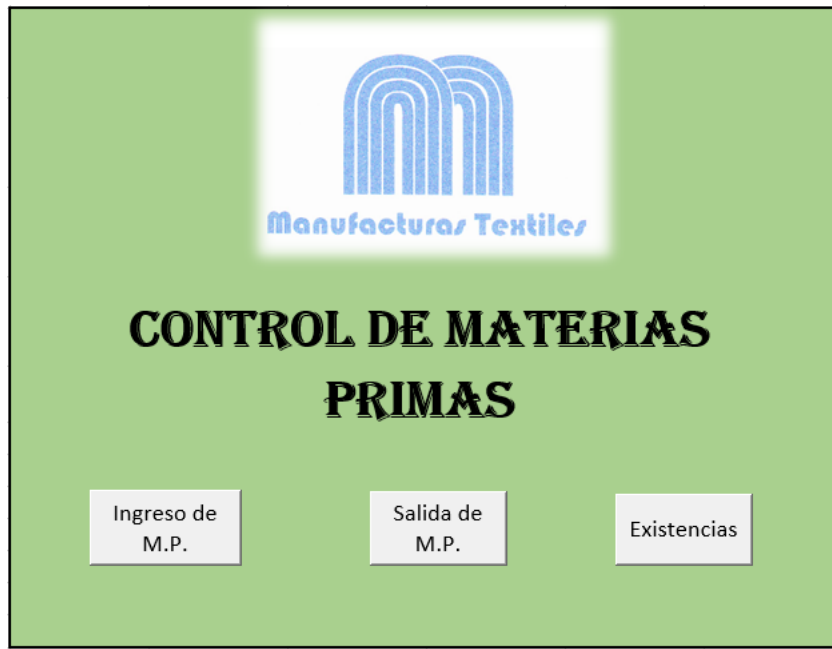 Manufacturas Textiles
CONTROL DE MATERIAS
PRIMAS
Ingreso de
M.P.
Salida de
M.P.
Existencias